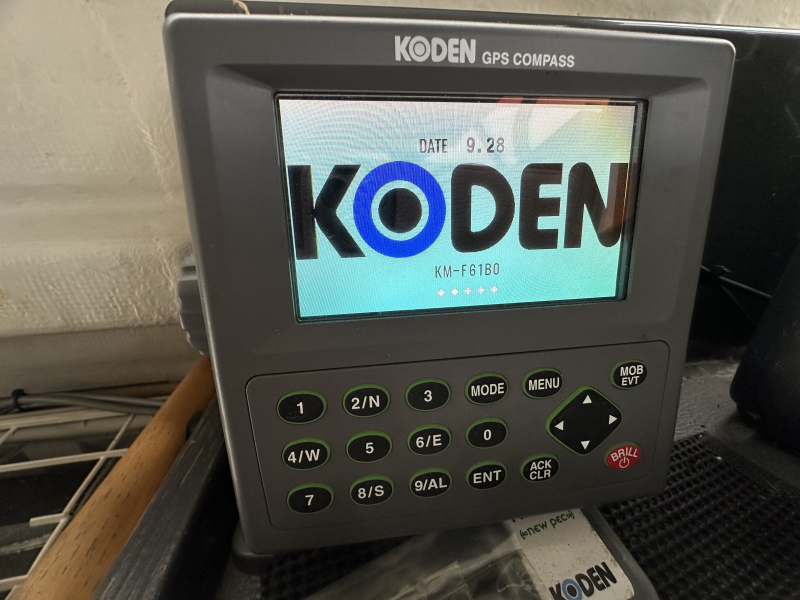 KODEN GPS COMPASS
DATE 9.28
KODEN
KM-F61B0
1 2/N 3 MODE MENU MOB EVT
4/W 5 6/E 0 BRILL
7 8/S 9/AL ENT ACK CLR
KODEN